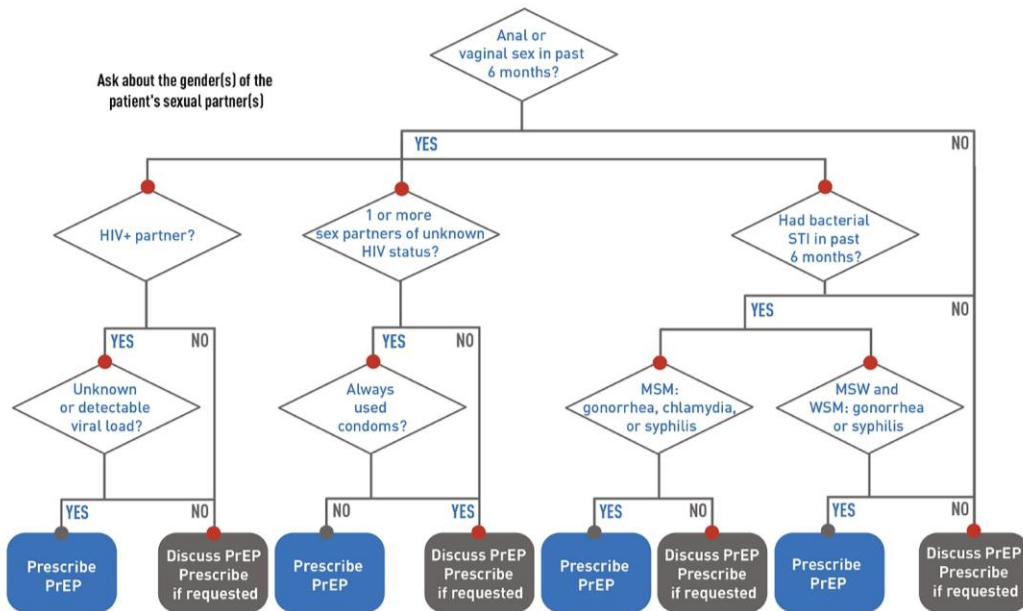 Anal or
vaginal sex in past
6 months?
Ask about the gender(s) of the
patient's sexual partner(s)
YES
NO
HIV+ partner?
1 or more
sex partners of unknown
HIV status?
Had bacterial
STI in past
6 months?
YES
NO
YES
NO
YES
NO
Unknown
or detectable
viral load?
Always
used
condoms?
MSM:
gonorrhea, chlamydia,
or syphilis
MSW and
WSM: gonorrhea
or syphilis
YES
NO
NO
YES
YES
NO
YES
NO
Prescribe
PrEP
Discuss PrEP
Prescribe
if requested
Prescribe
PrEP
Discuss PrEP
Prescribe
if requested
Prescribe
PrEP
Discuss PrEP
Prescribe
if requested
Prescribe
PrEP
Discuss PrEP
Prescribe
if requested